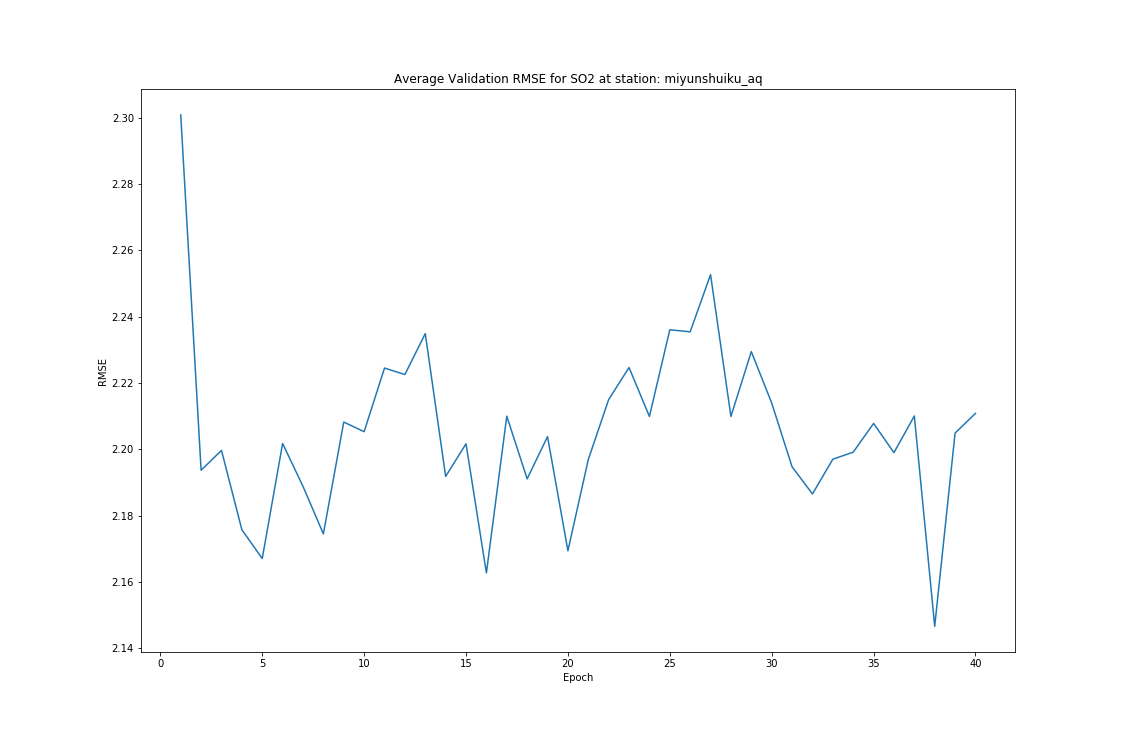 Average Validation RMSE for SO2 at station: miyunshuiku_aq
2.30
2.28
2.26
2.24
2.22
2.20
2.18
2.16
2.14
RMSE
0 5 10 15 20 25 30 35 40
Epoch